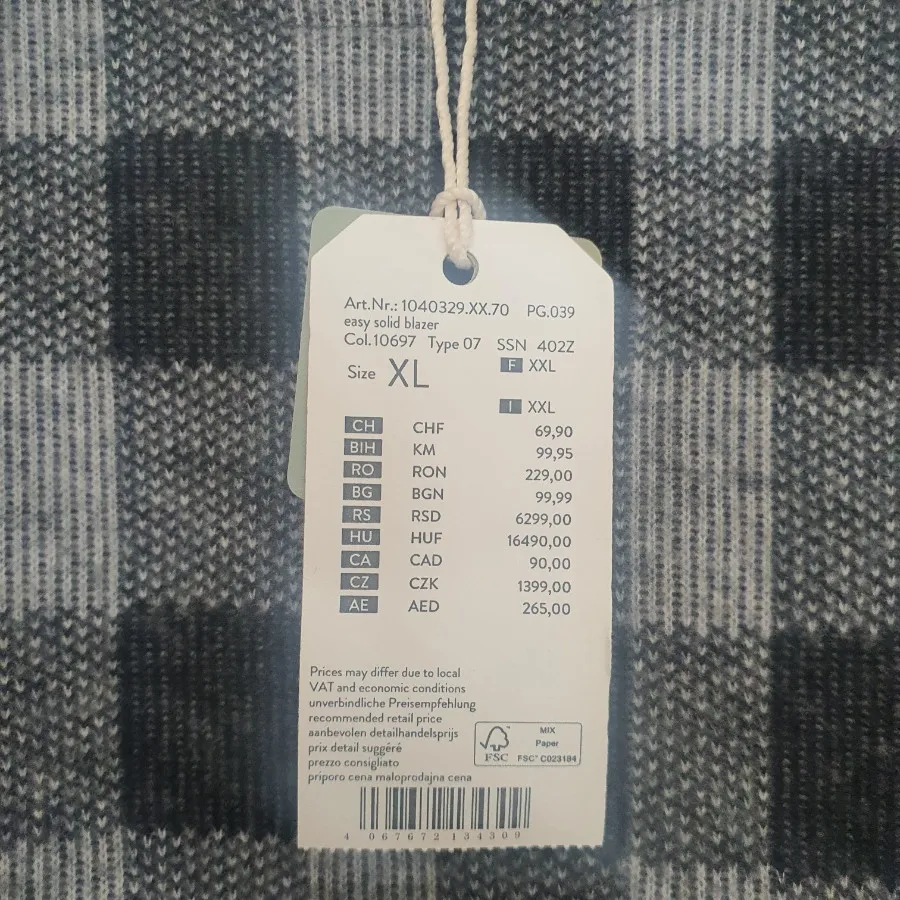 Art.Nr.: 1040329.XX.70 PG.039
easy solid blazer
Col.10697 Type 07 SSN 402Z
Size XL F XXL
I XXL
CH CHF 69,90
BIH KM 99,95
RO RON 229,00
BG BGN 99,99
RS RSD 6299,00
HU HUF 16490,00
CA CAD 90,00
CZ CZK 1399,00
AE AED 265,00
Prices may differ due to local
VAT and economic conditions
unverbindliche Preisempfehlung
recommended retail price
aanbevolen detailhandelsprijs
prix detail suggéré
prezzo consigliato
priporo cena maloprodajna cena
MIX
Paper
FSC FSC® C023184
4 067672 134309